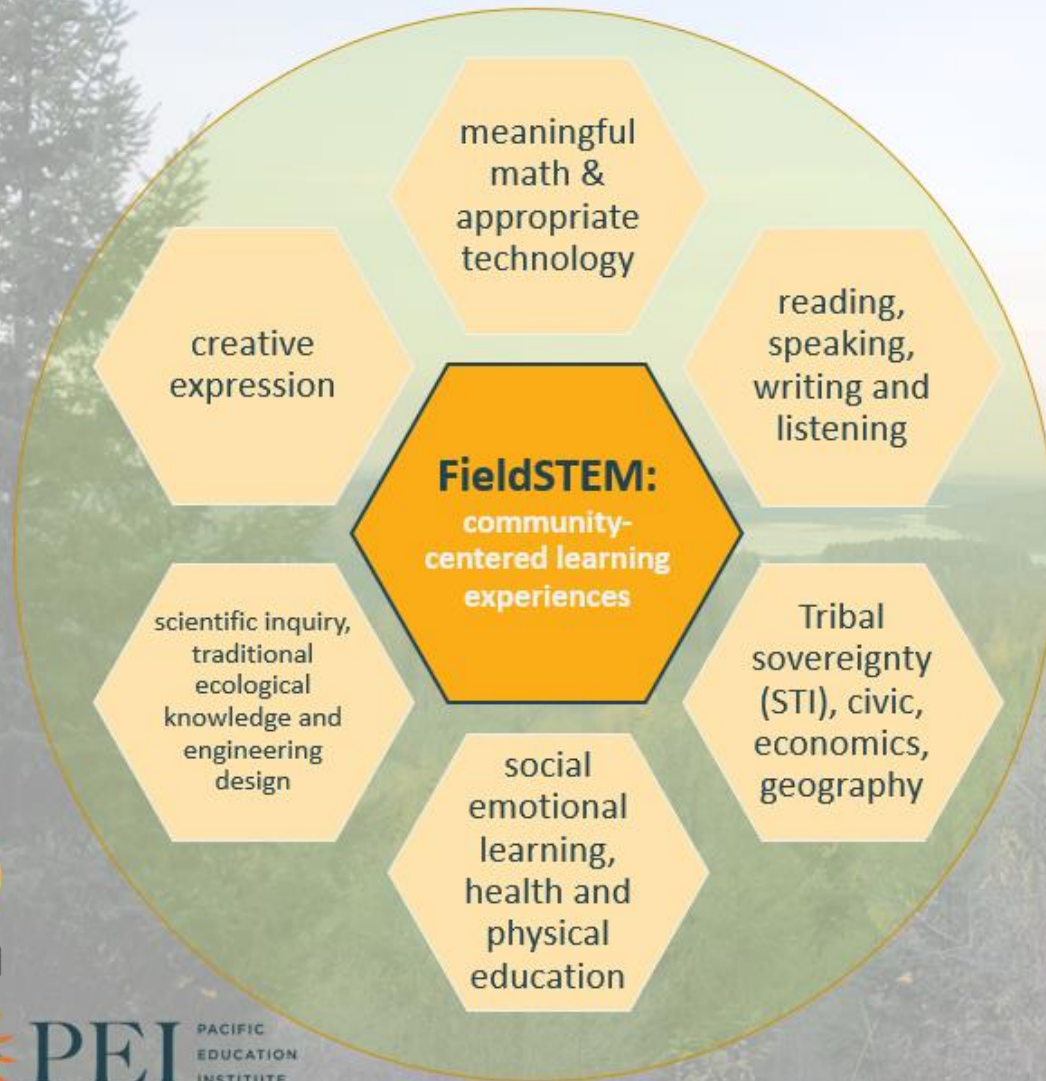 meaningful
math &
appropriate
technology
reading,
speaking,
writing and
listening
creative
expression
FieldSTEM:
community-
centered learning
experiences
scientific inquiry,
traditional
ecological
knowledge and
engineering
design
Tribal
sovereignty
(STI), civic,
economics,
geography
social
emotional
learning,
health and
physical
education
PEI
PACIFIC
EDUCATION
INSTITUTE